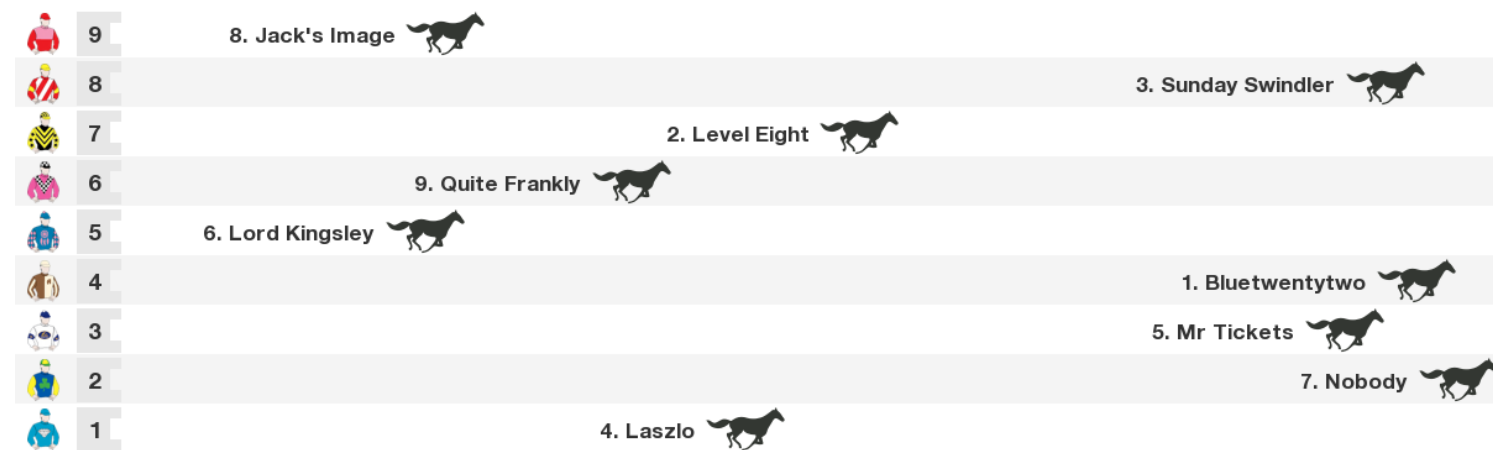 9 8. Jack's Image
8 3. Sunday Swindler
7 2. Level Eight
6 9. Quite Frankly
5 6. Lord Kingsley
4 1. Bluetwentytwo
3 5. Mr Tickets
2 7. Nobody
1 4. Laszlo